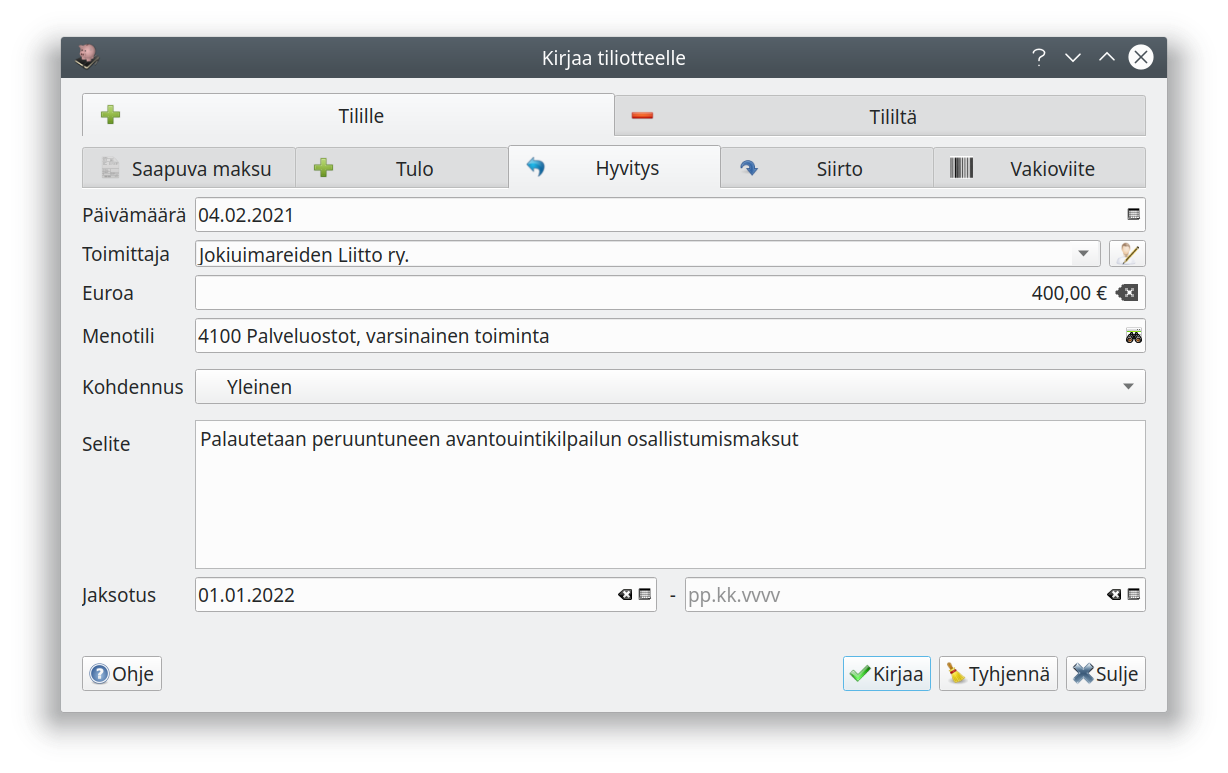 Kirjaa tiliotteelle
Tilille
Tililtä
Saapuva maksu
Tulo
Hyvitys
Siirto
Vakioviite
Päivämäärä 04.02.2021
Toimittaja Jokiuimareiden Liitto ry.
Euroa 400,00 €
Menotili 4100 Palveluostot, varsinainen toiminta
Kohdennus Yleinen
Selite Palautetaan peruuntuneen avantouintikilpailun osallistumismaksut
Jaksotus 01.01.2022 - pp.kk.vvvv
Ohje
Kirjaa
Tyhjennä
Sulje